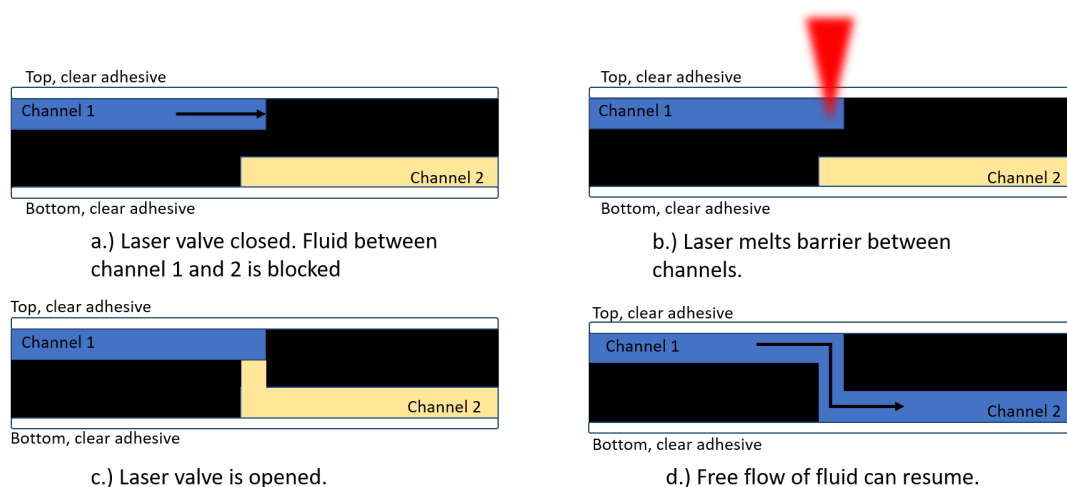 Top, clear adhesive
Channel 1
Channel 2
Bottom, clear adhesive
a.) Laser valve closed. Fluid between
channel 1 and 2 is blocked
Top, clear adhesive
Channel 1
Channel 2
Bottom, clear adhesive
b.) Laser melts barrier between
channels.
Top, clear adhesive
Channel 1
Channel 2
Bottom, clear adhesive
c.) Laser valve is opened.
Top, clear adhesive
Channel 1
Channel 2
Bottom, clear adhesive
d.) Free flow of fluid can resume.